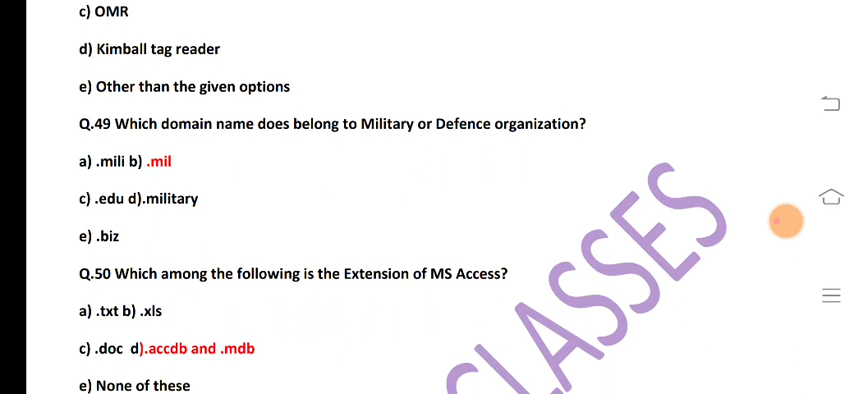 c) OMR
d) Kimball tag reader
e) Other than the given options
Q.49 Which domain name does belong to Military or Defence organization?
a) .mili b) .mil
c) .edu d).military
e) .biz
Q.50 Which among the following is the Extension of MS Access?
a) .txt b) .xls
c) .doc d).accdb and .mdb
e) None of these
CLASSES